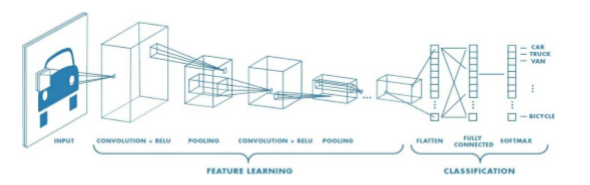 — CAR
— TRUCK
— VAN
— BICYCLE
INPUT
CONVOLUTION + RELU
POOLING
CONVOLUTION + RELU
POOLING
FLATTEN
FULLY
CONNECTED
SOFTMAX
FEATURE LEARNING
CLASSIFICATION